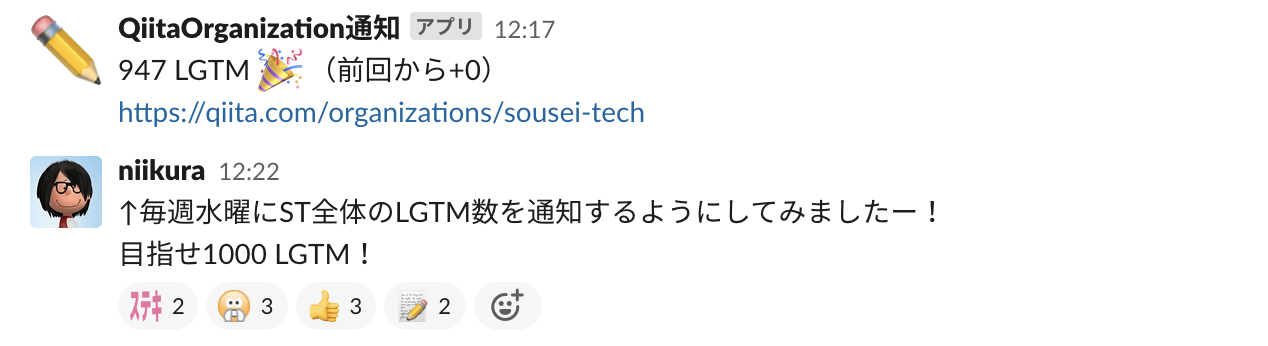 QiitaOrganization通知 アプリ 12:17
947 LGTM 🎉（前回から+0）
https://qiita.com/organizations/sousei-tech
niikura 12:22
↑毎週水曜にST全体のLGTM数を通知するようにしてみましたー！
目指せ1000 LGTM！
ステキ 2 3 3 2